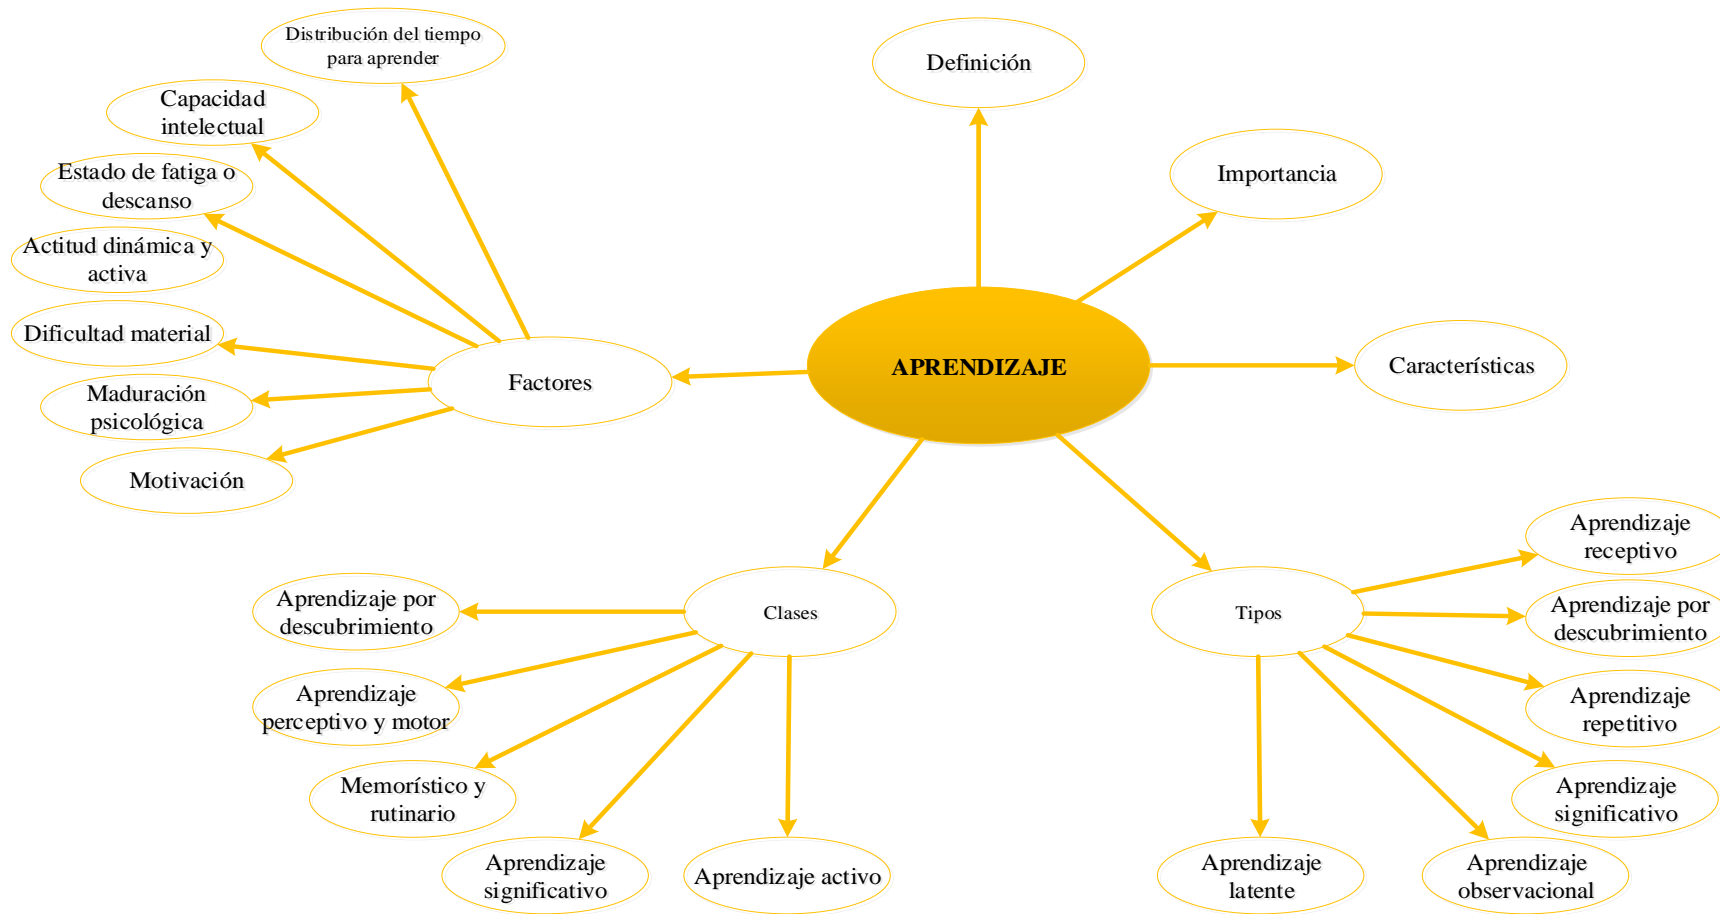 Distribución del tiempo
para aprender
Definición
Capacidad
intelectual
Importancia
Estado de fatiga o
descanso
Actitud dinámica y
activa
Dificultad material
Factores
APRENDIZAJE
Características
Maduración
psicológica
Motivación
Aprendizaje
receptivo
Aprendizaje por
descubrimiento
Clases
Tipos
Aprendizaje por
descubrimiento
Aprendizaje
perceptivo y motor
Aprendizaje
repetitivo
Memorístico y
rutinario
Aprendizaje
significativo
Aprendizaje
significativo
Aprendizaje activo
Aprendizaje
latente
Aprendizaje
observacional